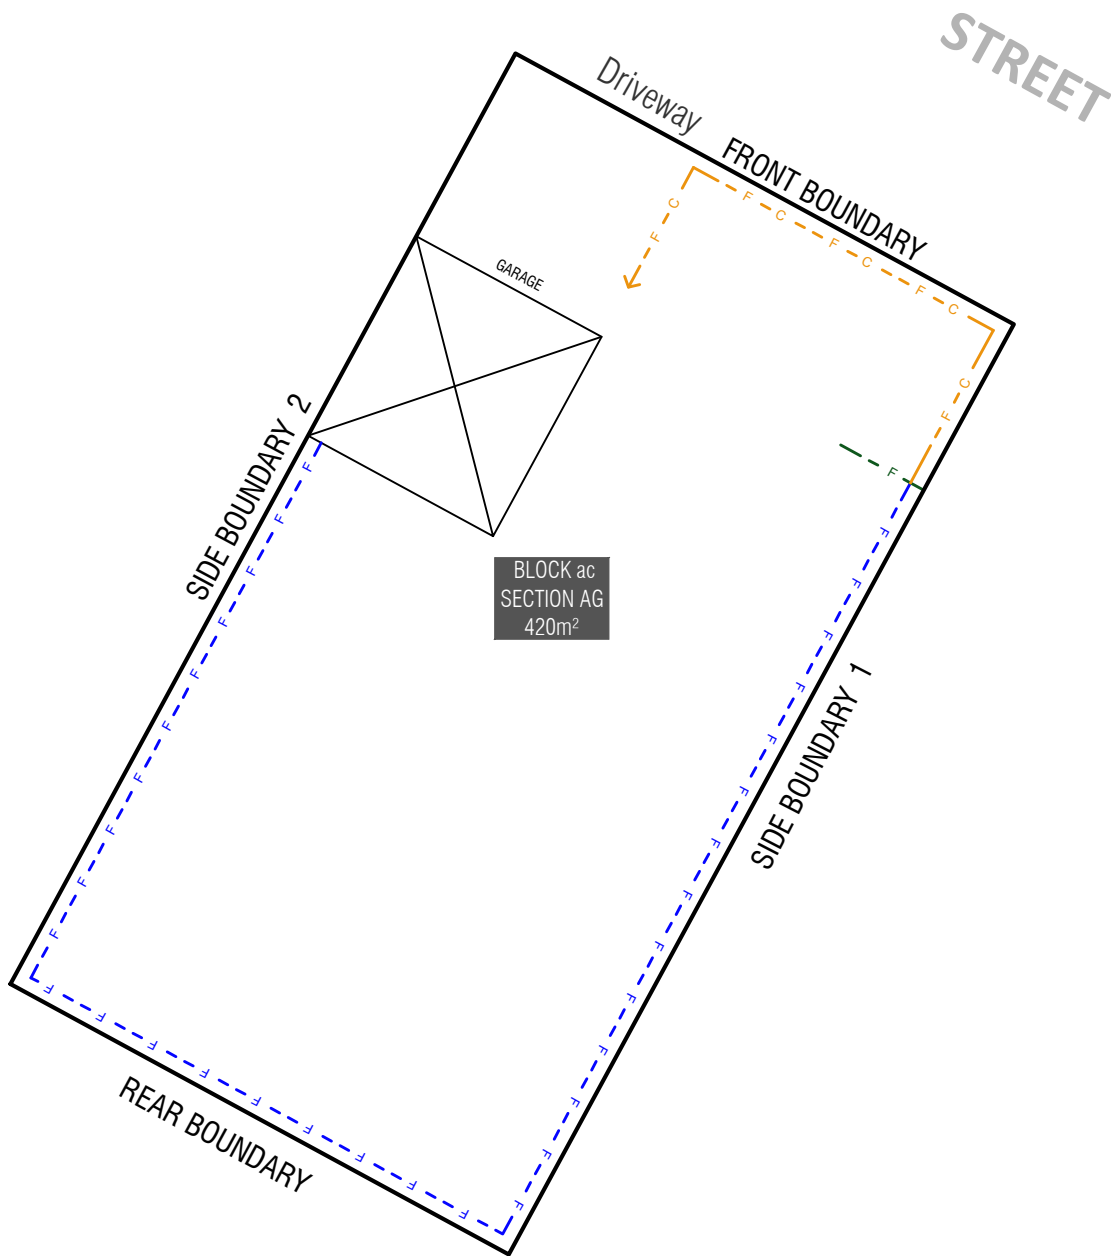 STREET
Driveway
FRONT BOUNDARY
C F C F C F C
F
C
F
GARAGE
F
SIDE BOUNDARY 2
F F F F F F F F F F
BLOCK ac
SECTION AG
420m²
SIDE BOUNDARY 1
F F F F F F F F F F F F F F
REAR BOUNDARY
F F F F F F F F F